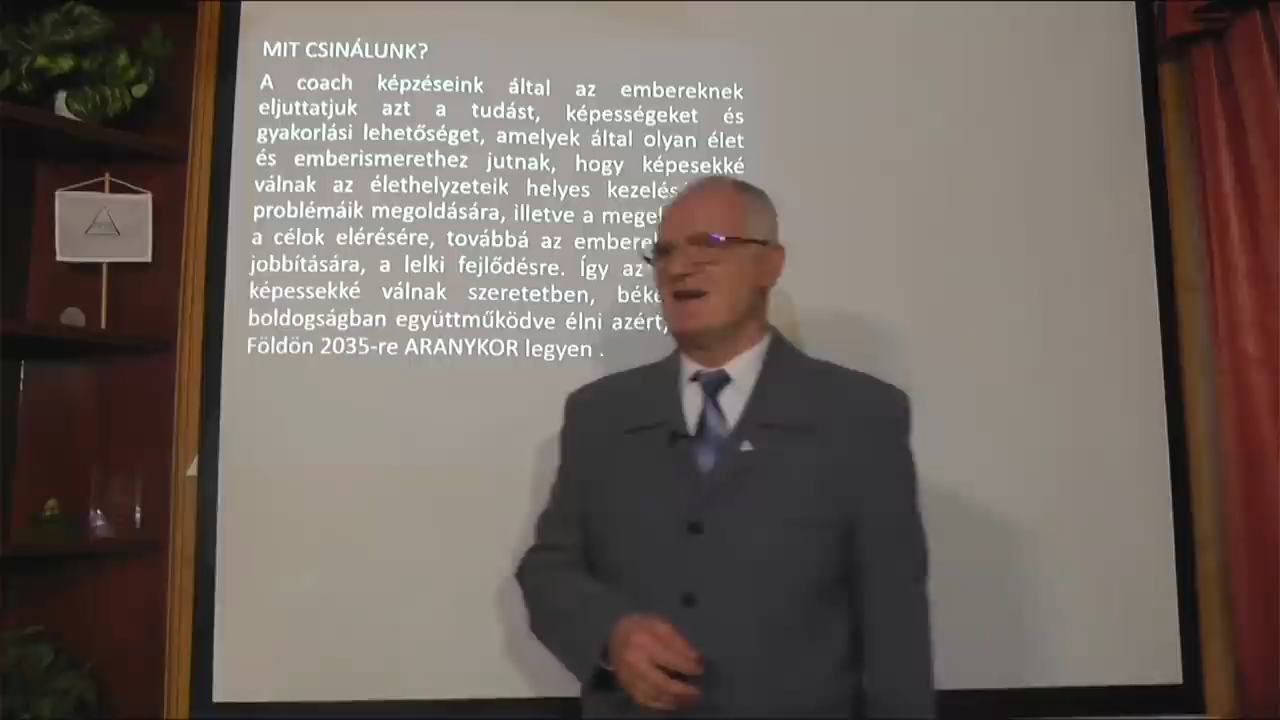 MIT CSINÁLUNK?
A coach képzéseink által az embereknek
eljuttatjuk azt a tudást, képességeket és
gyakorlási lehetőséget, amelyek által olyan élet
és emberismerethez jutnak, hogy képesekké
válnak az élethelyzeteik helyes
problémáik megoldására, illetve a
a célok elérésére, továbbá az
jobbítására, a lelki fejlődésre. Így az
képessekké válnak szeretetben,
boldogságban együttműködve élni azért,
Földön 2035-re ARANYKOR legyen .